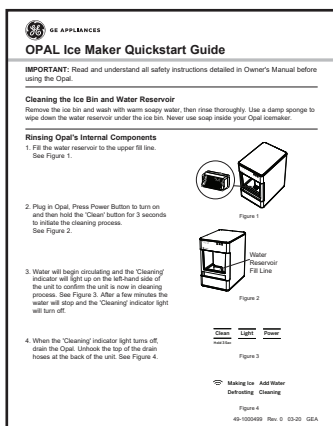 GE APPLIANCES
OPAL Ice Maker Quickstart Guide
IMPORTANT: Read and understand all safety instructions detailed in Owner's Manual before
using the Opal.
Cleaning the Ice Bin and Water Reservoir
Remove the ice bin and wash with warm soapy water, then rinse thoroughly. Use a damp sponge to
wipe down the water reservoir under the ice bin. Never use soap inside your Opal icemaker.
Rinsing Opal's Internal Components
1. Fill the water reservoir to the upper fill line.
See Figure 1.
Figure 1
2. Plug in Opal, Press Power Button to turn on
and then hold the 'Clean' button for 3 seconds
to initiate the cleaning process.
See Figure 2.
Water
Reservoir
Fill Line
Figure 2
3. Water will begin circulating and the 'Cleaning'
indicator will light up on the left-hand side of
the unit to confirm the unit is now in cleaning
process. See Figure 3. After a few minutes the
water will stop and the 'Cleaning' indicator light
will turn off.
Clean Light Power
Hold 3 Sec
Figure 3
4. When the 'Cleaning' indicator light turns off,
drain the Opal. Unhook the top of the drain
hoses at the back of the unit. See Figure 4.
Making Ice Add Water
Defrosting Cleaning
Figure 4
49-1000499 Rev. 0 03-20 GEA